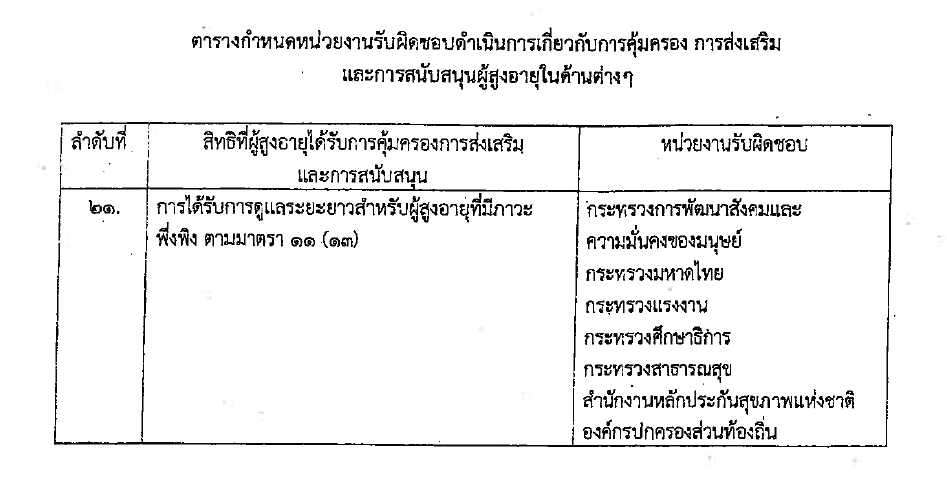 ตารางกำหนดหน่วยงานรับผิดชอบดำเนินการเกี่ยวกับการคุ้มครอง การส่งเสริม
และการสนับสนุนผู้สูงอายุในด้านต่างๆ
ลำดับที่ สิทธิที่ผู้สูงอายุได้รับการคุ้มครองการส่งเสริม หน่วยงานรับผิดชอบ
และการสนับสนุน
๒๑. การได้รับการดูแลระยะยาวสำหรับผู้สูงอายุที่มีภาวะ กระทรวงการพัฒนาสังคมและ
พึ่งพิง ตามมาตรา ๑๑ (๑๓) ความมั่นคงของมนุษย์
กระทรวงมหาดไทย
กระทรวงแรงงาน
กระทรวงศึกษาธิการ
กระทรวงสาธารณสุข
สำนักงานหลักประกันสุขภาพแห่งชาติ
องค์กรปกครองส่วนท้องถิ่น